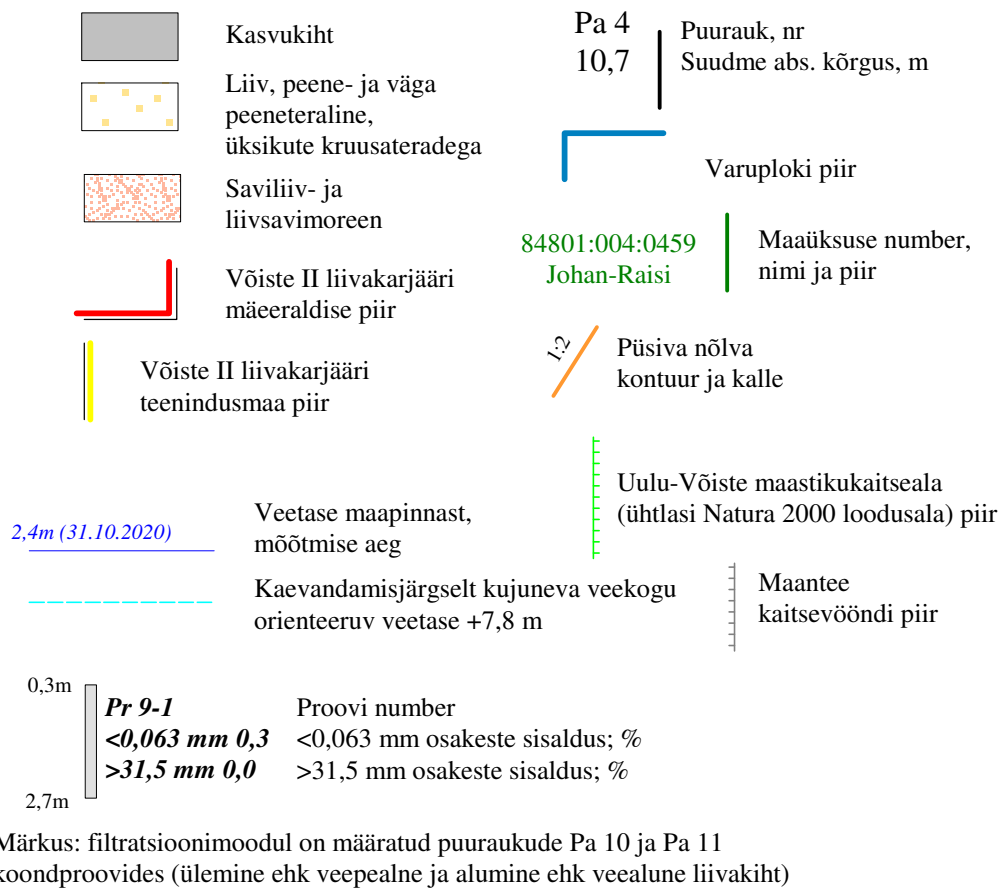 Kasvukiht
Liiv, peene- ja väga
peeneteraline,
üksikute kruusateradega
Saviliiv- ja
liivsavimoreen
Võiste II liivakarjääri
mäeeraldise piir
Võiste II liivakarjääri
teenindusmaa piir
Pa 4
10,7
Puurauk, nr
Suudme abs. kõrgus, m
Varuploki piir
84801:004:0459
Johan-Raisi
Maaüksuse number,
nimi ja piir
1:2
Püsiva nõlva
kontuur ja kalle
Uulu-Võiste maastikukaitseala
(ühtlasi Natura 2000 loodusala) piir
Maantee
kaitsevööndi piir
2,4m (31.10.2020)
Veetase maapinnast,
mõõtmise aeg
Kaevandamisjärgselt kujuneva veekogu
orienteeruv veetase +7,8 m
0,3m
Pr 9-1 Proovi number
<0,063 mm 0,3 <0,063 mm osakeste sisaldus; %
>31,5 mm 0,0 >31,5 mm osakeste sisaldus; %
2,7m
Märkus: filtratsioonimoodul on määratud puuraukude Pa 10 ja Pa 11
koondproovides (ülemine ehk veepealne ja alumine ehk veealune liivakiht)